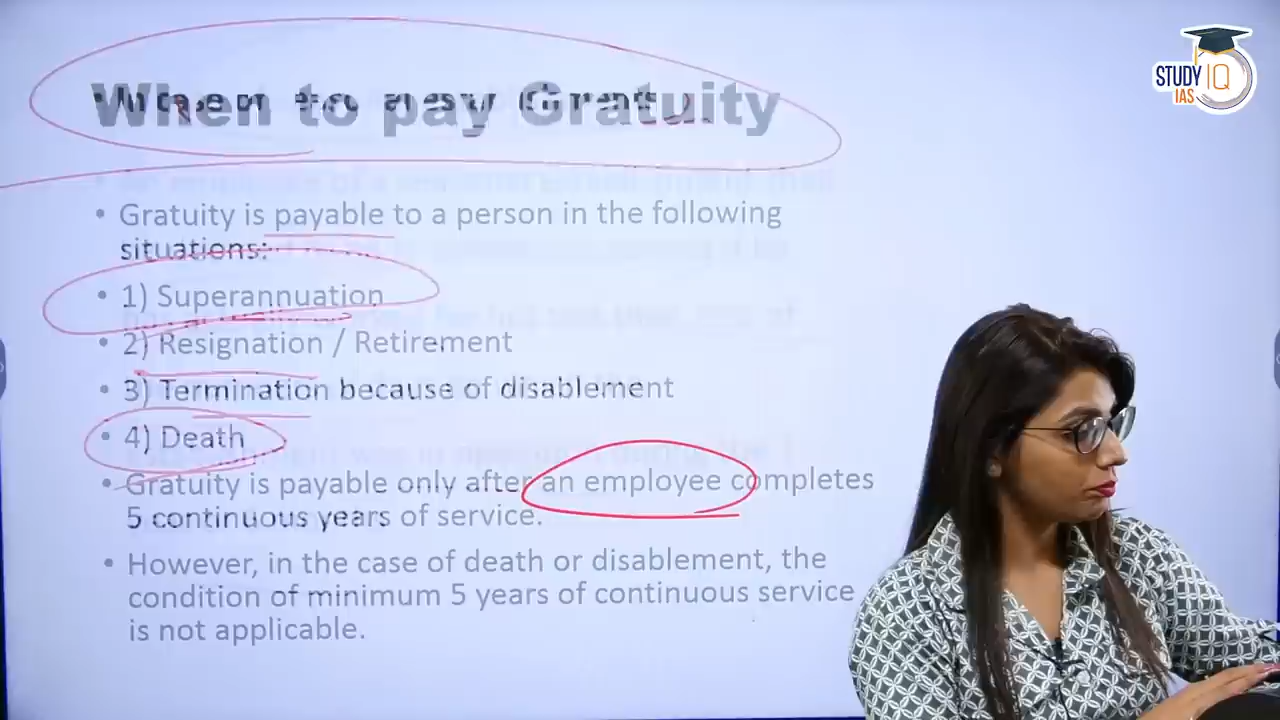 STUDY IQ
IAS
When to pay Gratuity
• Gratuity is payable to a person in the following
situations:
• 1) Superannuation
• 2) Resignation / Retirement
• 3) Termination because of disablement
• 4) Death
• Gratuity is payable only after an employee completes
5 continuous years of service.
• However, in the case of death or disablement, the
condition of minimum 5 years of continuous service
is not applicable.